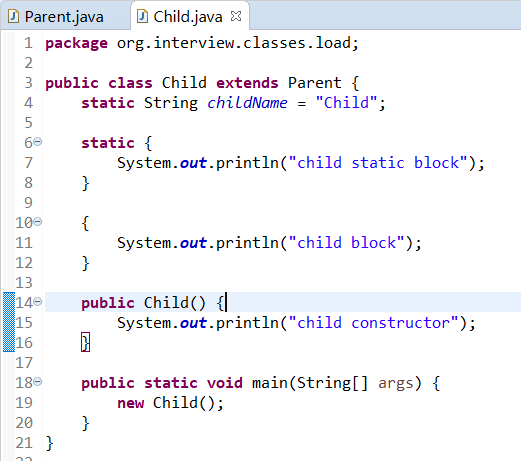 Parent.java Child.java
1 package org.interview.classes.load;
2
3 public class Child extends Parent {
4     static String childName = "Child";
5
6     static {
7         System.out.println("child static block");
8     }
9
10     {
11         System.out.println("child block");
12     }
13
14     public Child() {
15         System.out.println("child constructor");
16     }
17
18     public static void main(String[] args) {
19         new Child();
20     }
21 }